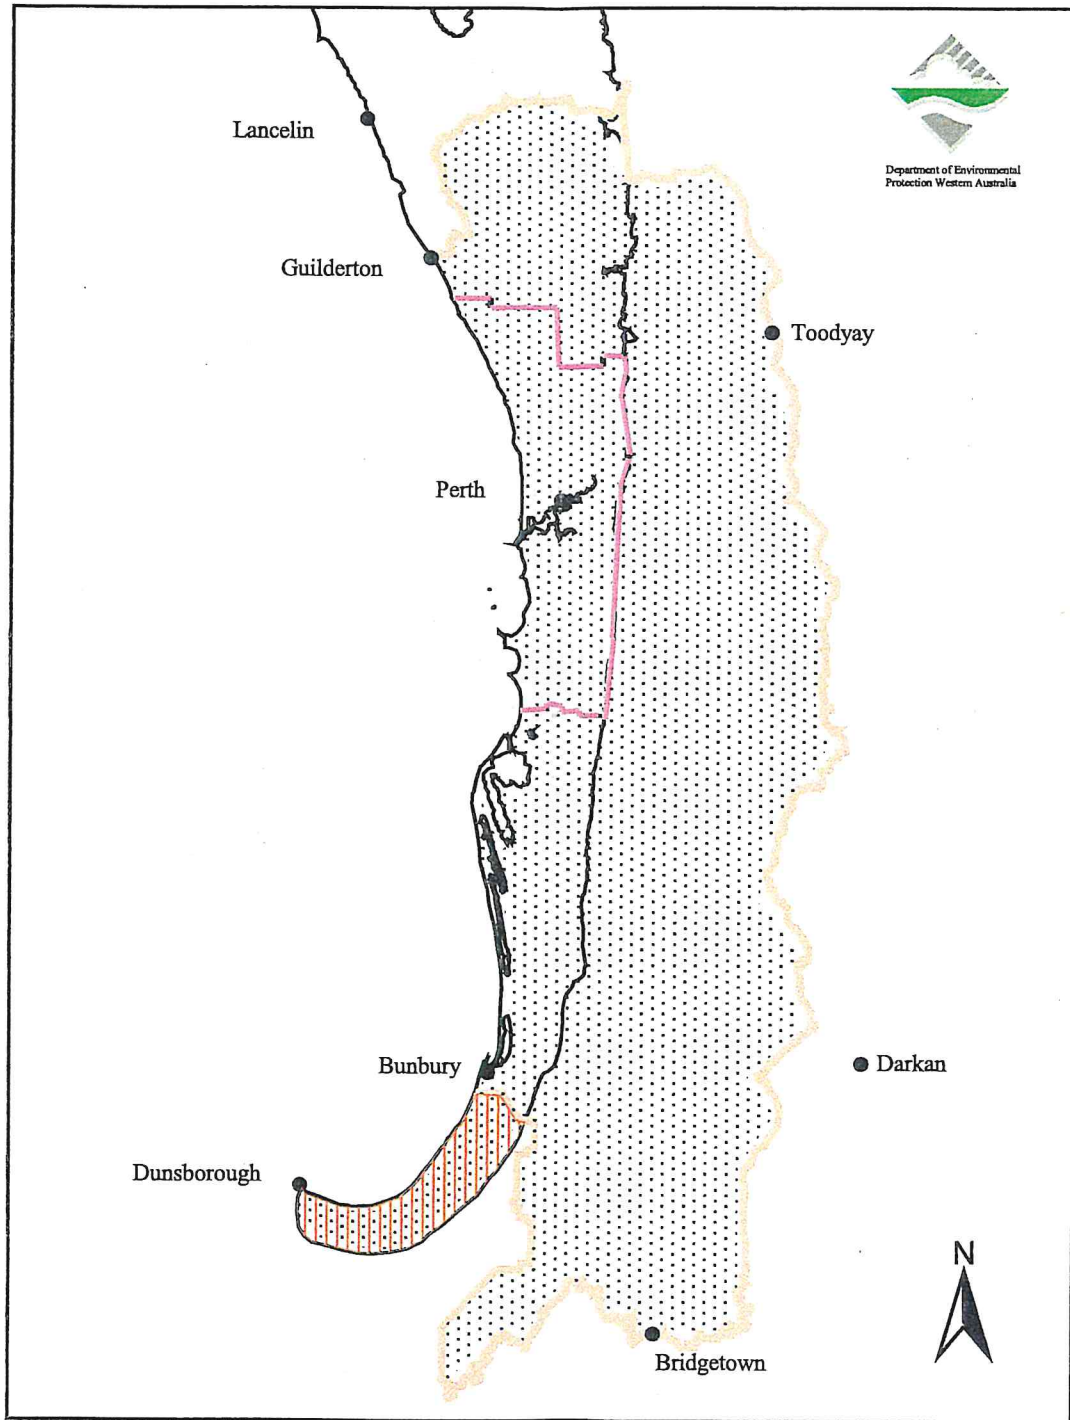 Lancelin
Department of Environmental
Protection Western Australia
Guilderton
Toodyay
Perth
Bunbury
Darkan
Dunsborough
N
Bridgetown